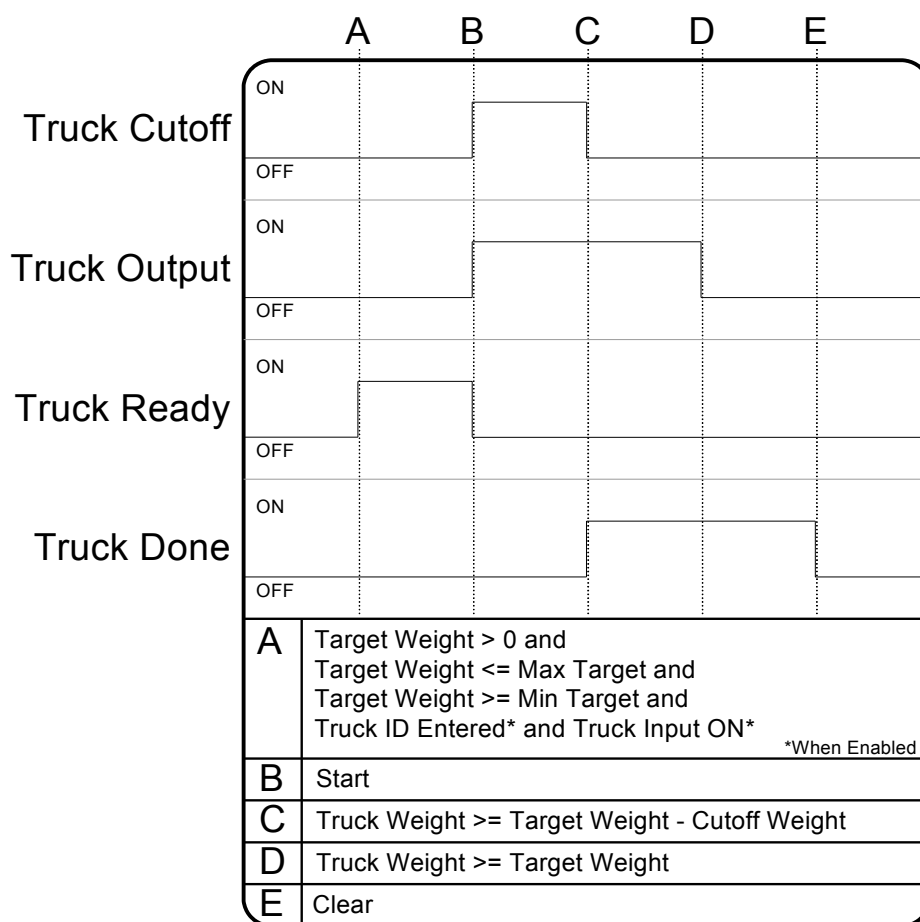 A B C D E
Truck Cutoff
ON
OFF
Truck Output
ON
OFF
Truck Ready
ON
OFF
Truck Done
ON
OFF
A
Target Weight > 0 and
Target Weight <= Max Target and
Target Weight >= Min Target and
Truck ID Entered* and Truck Input ON*
*When Enabled
B Start
C Truck Weight >= Target Weight - Cutoff Weight
D Truck Weight >= Target Weight
E Clear